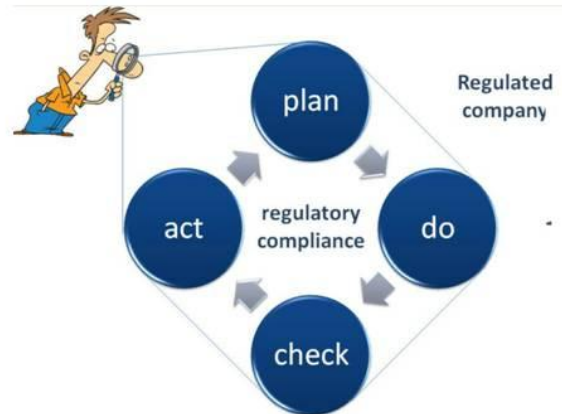 plan
Regulated
company
act
regulatory
compliance
do
check